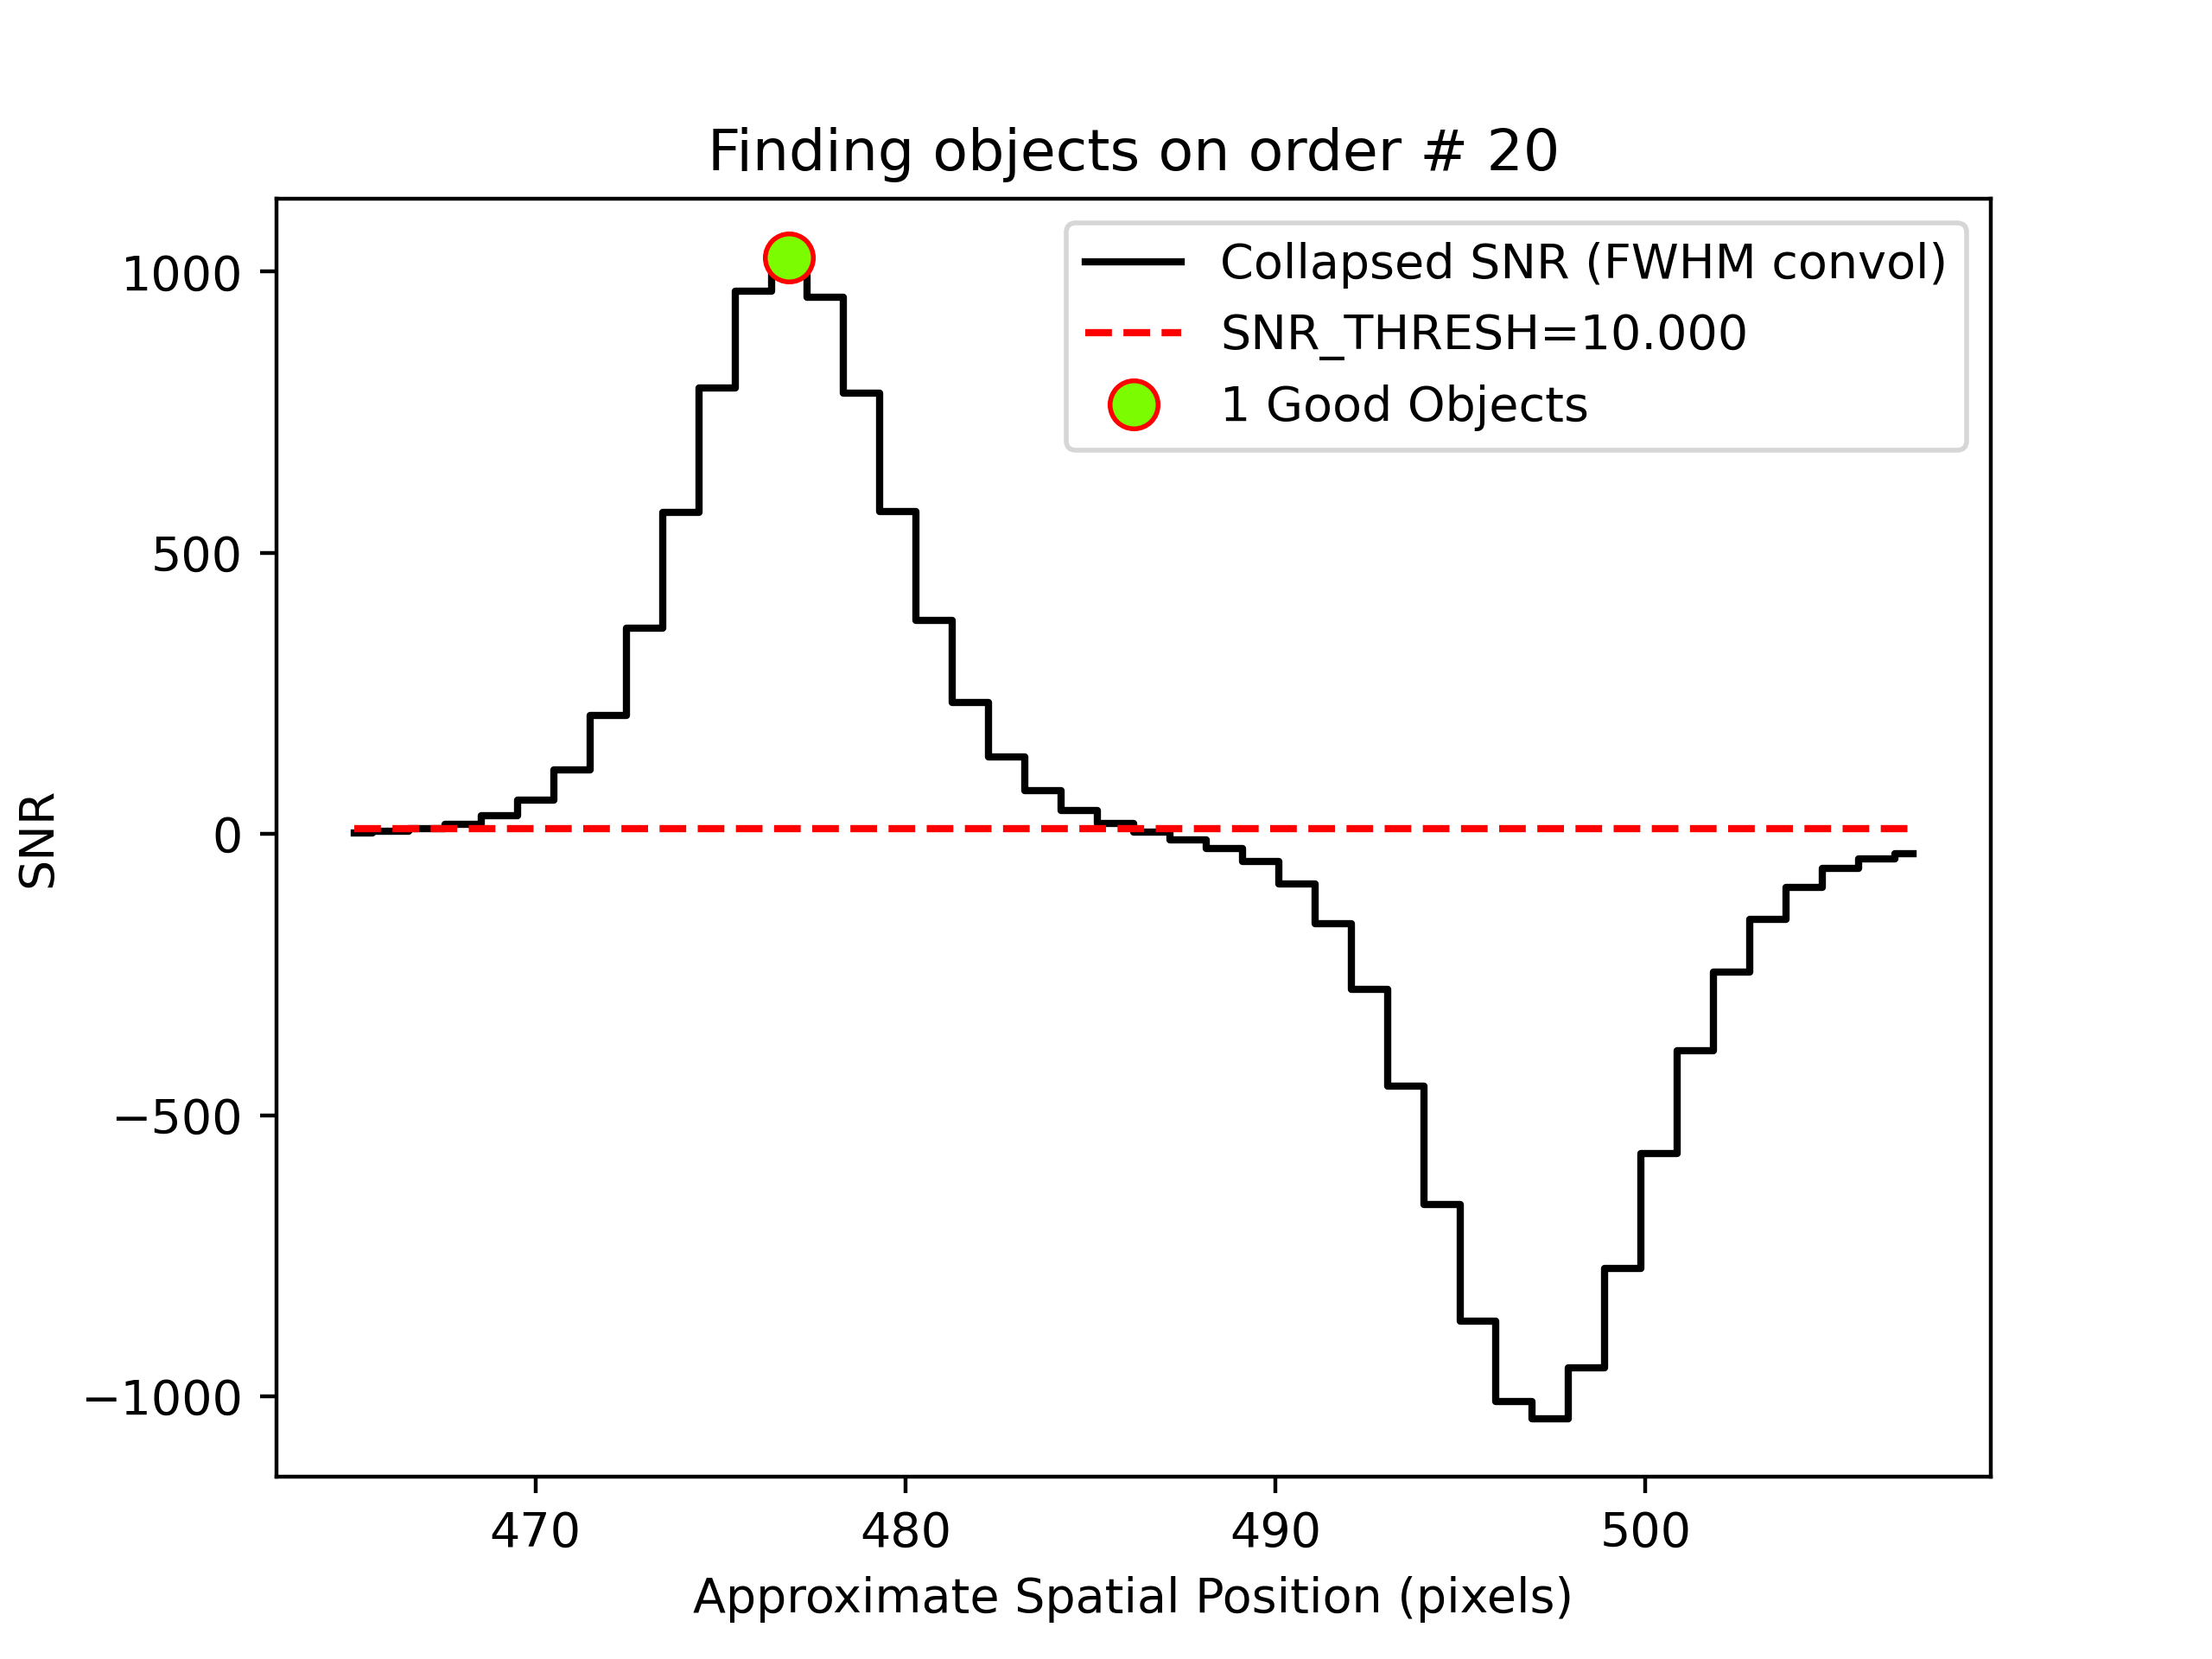 Finding objects on order # 20
Collapsed SNR (FWHM convol)
SNR_THRESH=10.000
1 Good Objects
1000
500
0
−500
−1000
SNR
470 480 490 500
Approximate Spatial Position (pixels)